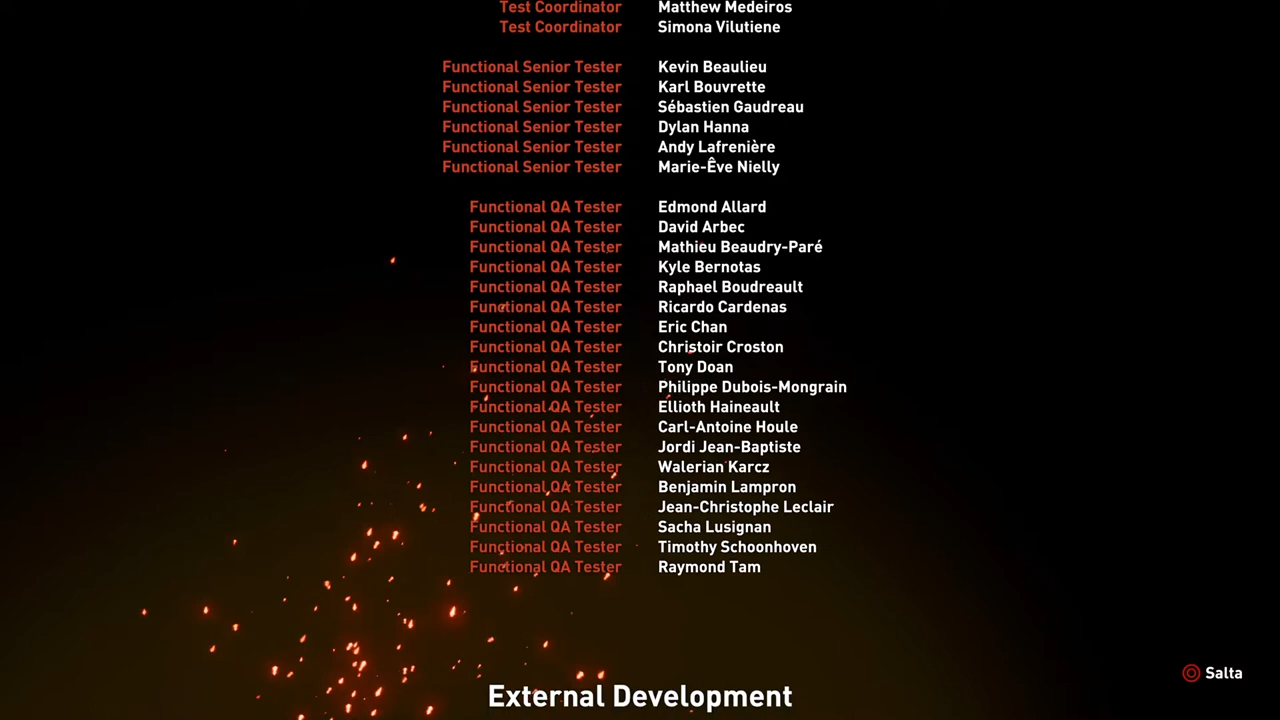 Test Coordinator Matthew Medeiros
Test Coordinator Simona Vilutiene
Functional Senior Tester Kevin Beaulieu
Functional Senior Tester Karl Bouvrette
Functional Senior Tester Sébastien Gaudreau
Functional Senior Tester Dylan Hanna
Functional Senior Tester Andy Lafrenière
Functional Senior Tester Marie-Êve Nielly
Functional QA Tester Edmond Allard
Functional QA Tester David Arbec
Functional QA Tester Mathieu Beaudry-Paré
Functional QA Tester Kyle Bernotas
Functional QA Tester Raphael Boudreault
Functional QA Tester Ricardo Cardenas
Functional QA Tester Eric Chan
Functional QA Tester Christoir Croston
Functional QA Tester Tony Doan
Functional QA Tester Philippe Dubois-Mongrain
Functional QA Tester Ellioth Haineault
Functional QA Tester Carl-Antoine Houle
Functional QA Tester Jordi Jean-Baptiste
Functional QA Tester Walerian Karcz
Functional QA Tester Benjamin Lampron
Functional QA Tester Jean-Christophe Leclair
Functional QA Tester Sacha Lusignan
Functional QA Tester Timothy Schoonhoven
Functional QA Tester Raymond Tam
Salta
External Development